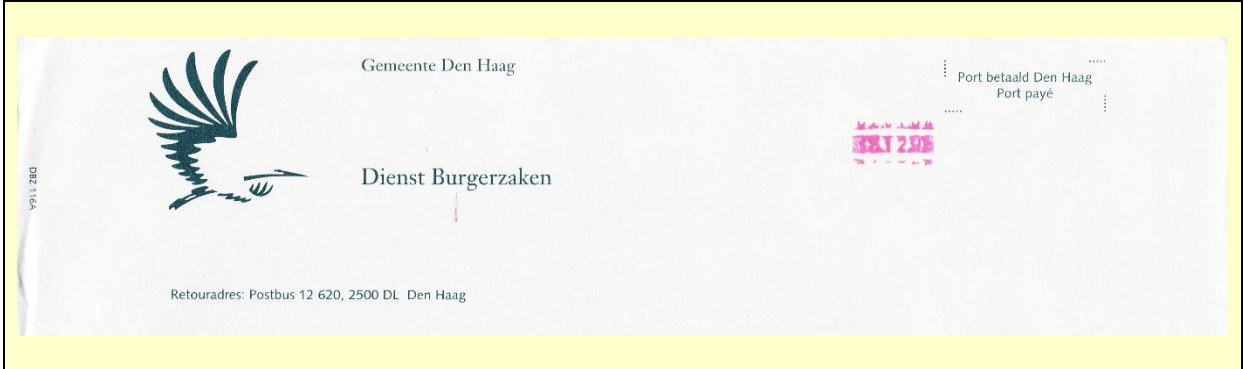 Gemeente Den Haag
Port betaald Den Haag
Port payé
Dienst Burgerzaken
DBZ 116A
Retouradres: Postbus 12 620, 2500 DL Den Haag